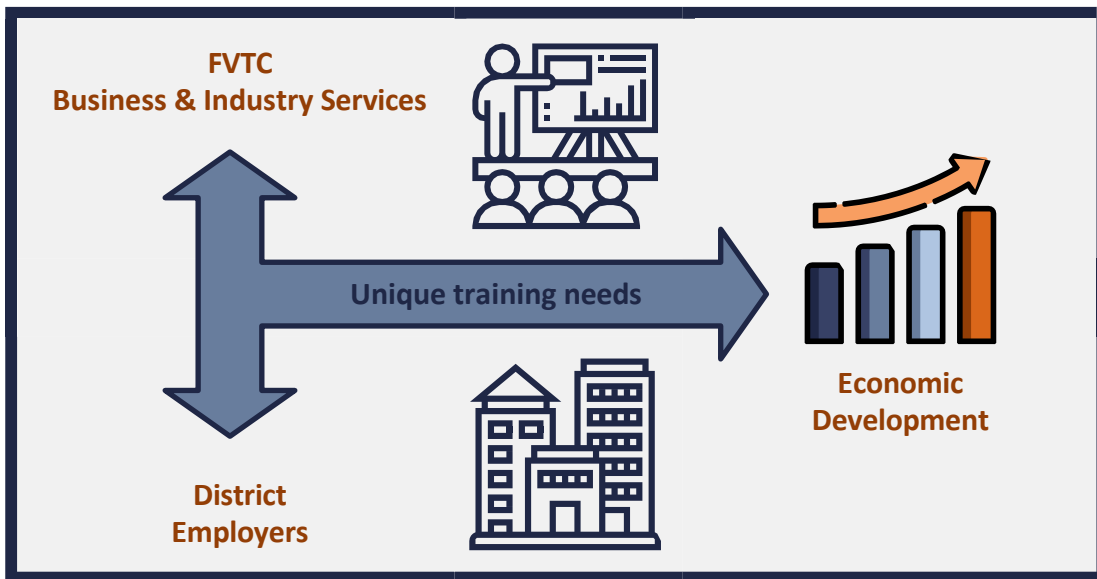 FVTC
Business & Industry Services
Unique training needs
Economic
Development
District
Employers